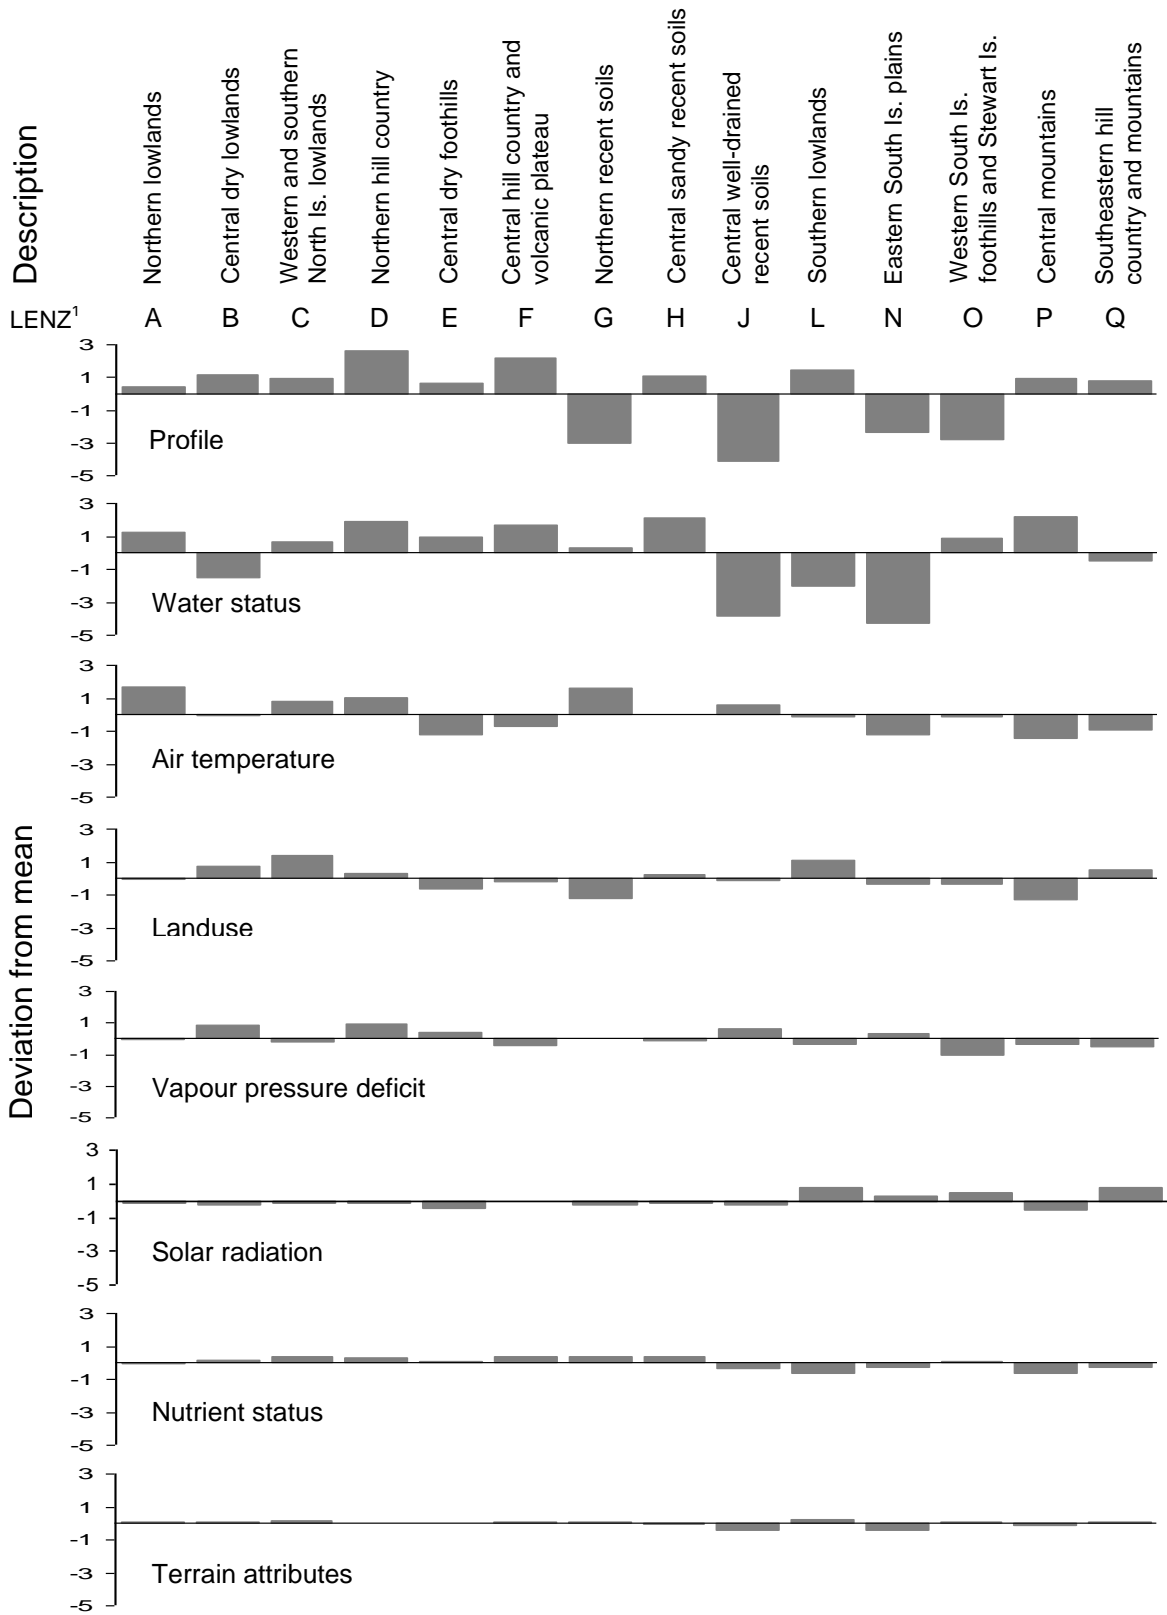 Description
Northern lowlands
Central dry lowlands
Western and southern
North Is. lowlands
Northern hill country
Central dry foothills
Central hill country and
volcanic plateau
Northern recent soils
Central sandy recent soils
Central well-drained
recent soils
Southern lowlands
Eastern South Is. plains
Western South Is.
foothills and Stewart Is.
Central mountains
Southeastern hill
country and mountains
LENZ¹ A B C D E F G H J L N O P Q
Deviation from mean
3
1
-1
-3
-5
Profile
3
1
-1
-3
-5
Water status
3
1
-1
-3
-5
Air temperature
3
1
-1
-3
-5
Landuse
3
1
-1
-3
-5
Vapour pressure deficit
3
1
-1
-3
-5
Solar radiation
3
1
-1
-3
-5
Nutrient status
3
1
-1
-3
-5
Terrain attributes